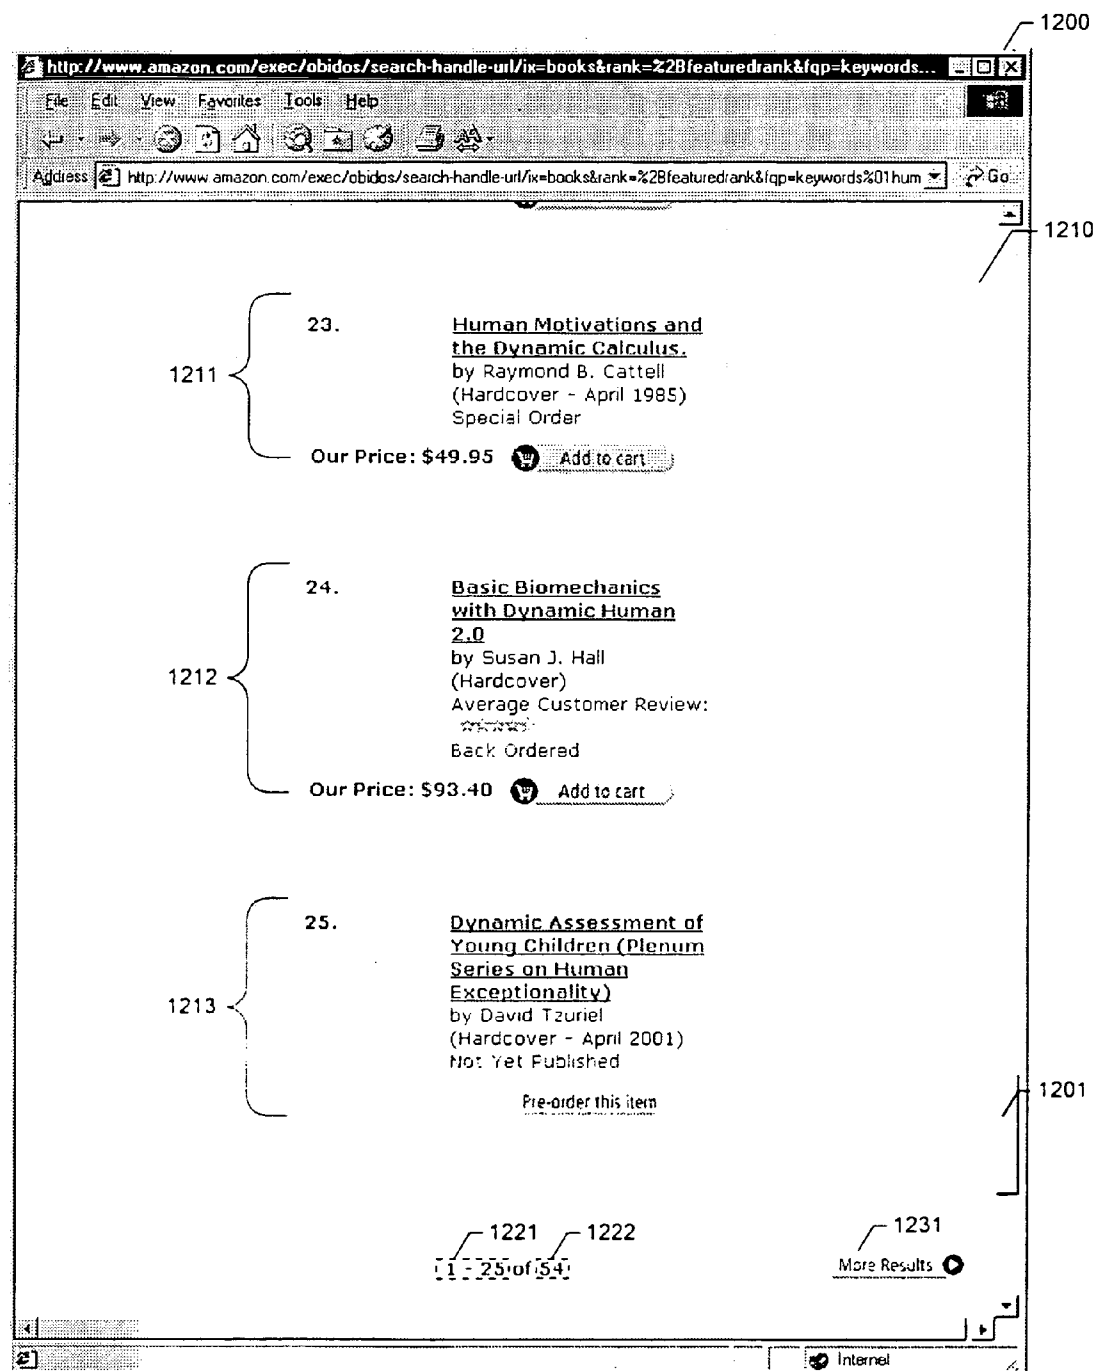 1200
http://www.amazon.com/exec/obidos/search-handle-url/ix=books&rank=%2Bfeaturedrank&fqp=keywords...
File Edit View Favorites Tools Help
Address http://www.amazon.com/exec/obidos/search-handle-url/ix=books&rank=%2Bfeaturedrank&fqp=keywords%01hum Go
1210
1211
23. Human Motivations and
the Dynamic Calculus.
by Raymond B. Cattell
(Hardcover - April 1985)
Special Order
Our Price: $49.95 Add to cart
1212
24. Basic Biomechanics
with Dynamic Human
2.0
by Susan J. Hall
(Hardcover)
Average Customer Review:
Back Ordered
Our Price: $93.40 Add to cart
1213
25. Dynamic Assessment of
Young Children (Plenum
Series on Human
Exceptionality)
by David Tzuriel
(Hardcover - April 2001)
Not Yet Published
Pre-order this item
1201
1221 1222 1231
1 - 25 of 54 More Results
Internet